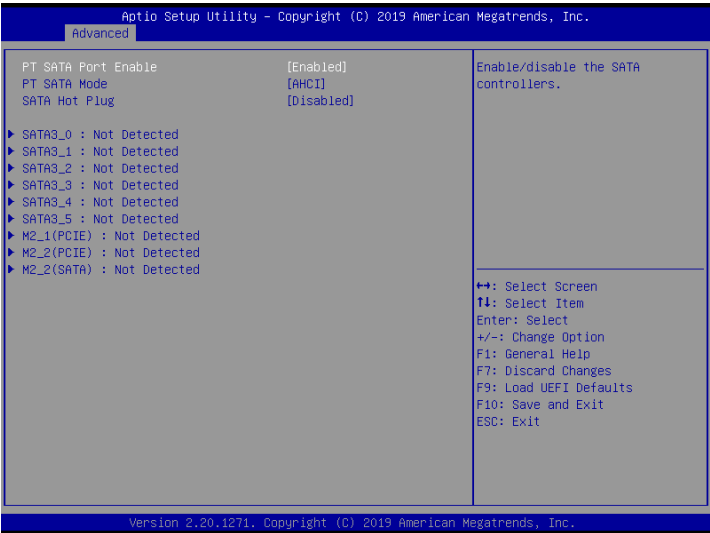 Aptio Setup Utility – Copyright (C) 2019 American Megatrends, Inc.
Advanced
PT SATA Port Enable [Enabled]
PT SATA Mode [AHCI]
SATA Hot Plug [Disabled]
SATA3_0 : Not Detected
SATA3_1 : Not Detected
SATA3_2 : Not Detected
SATA3_3 : Not Detected
SATA3_4 : Not Detected
SATA3_5 : Not Detected
M2_1(PCIE) : Not Detected
M2_2(PCIE) : Not Detected
M2_2(SATA) : Not Detected
Enable/disable the SATA
controllers.
↔: Select Screen
↑↓: Select Item
Enter: Select
+/-: Change Option
F1: General Help
F7: Discard Changes
F9: Load UEFI Defaults
F10: Save and Exit
ESC: Exit
Version 2.20.1271. Copyright (C) 2019 American Megatrends, Inc.